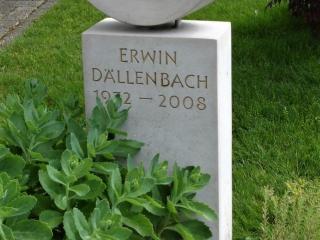 ERWIN
DÄLLENBACH
1932 — 2008